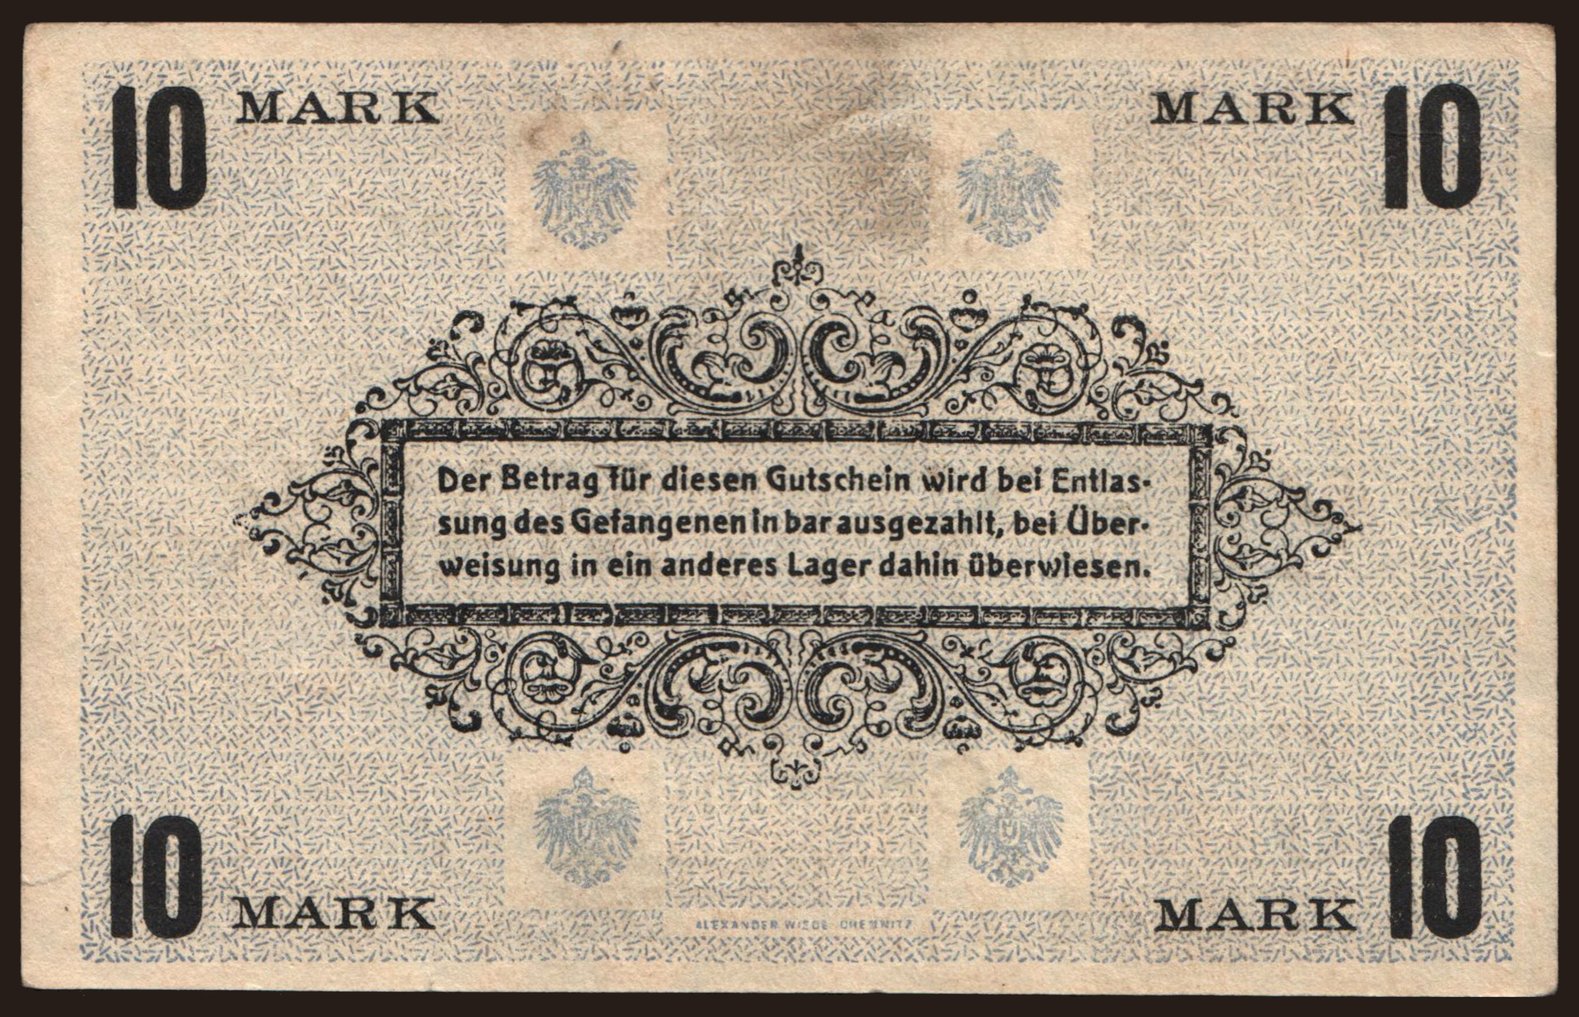 10 MARK MARK 10
Der Betrag für diesen Gutschein wird bei Entlas-
sung des Gefangenen in bar ausgezahlt, bei Über-
weisung in ein anderes Lager dahin überwiesen.
10 MARK MARK 10
ALEXANDER WIEDE CHEMNITZ